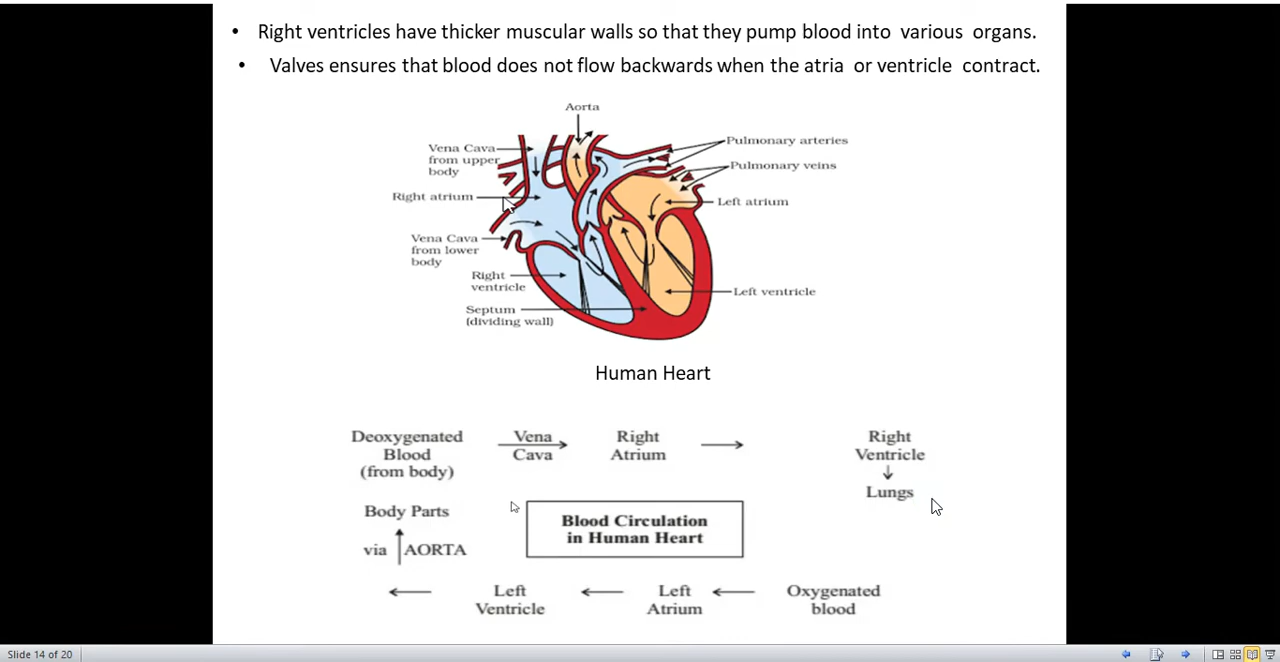 • Right ventricles have thicker muscular walls so that they pump blood into various organs.
• Valves ensures that blood does not flow backwards when the atria or ventricle contract.
Aorta
Vena Cava
from upper
body
Pulmonary arteries
Pulmonary veins
Right atrium
Left atrium
Vena Cava
from lower
body
Right
ventricle
Left ventricle
Septum
(dividing wall)
Human Heart
Deoxygenated
Blood
(from body)
Vena
Cava
Right
Atrium
Right
Ventricle
Lungs
Body Parts
via AORTA
Blood Circulation
in Human Heart
Left
Ventricle
Left
Atrium
Oxygenated
blood
Slide 14 of 20